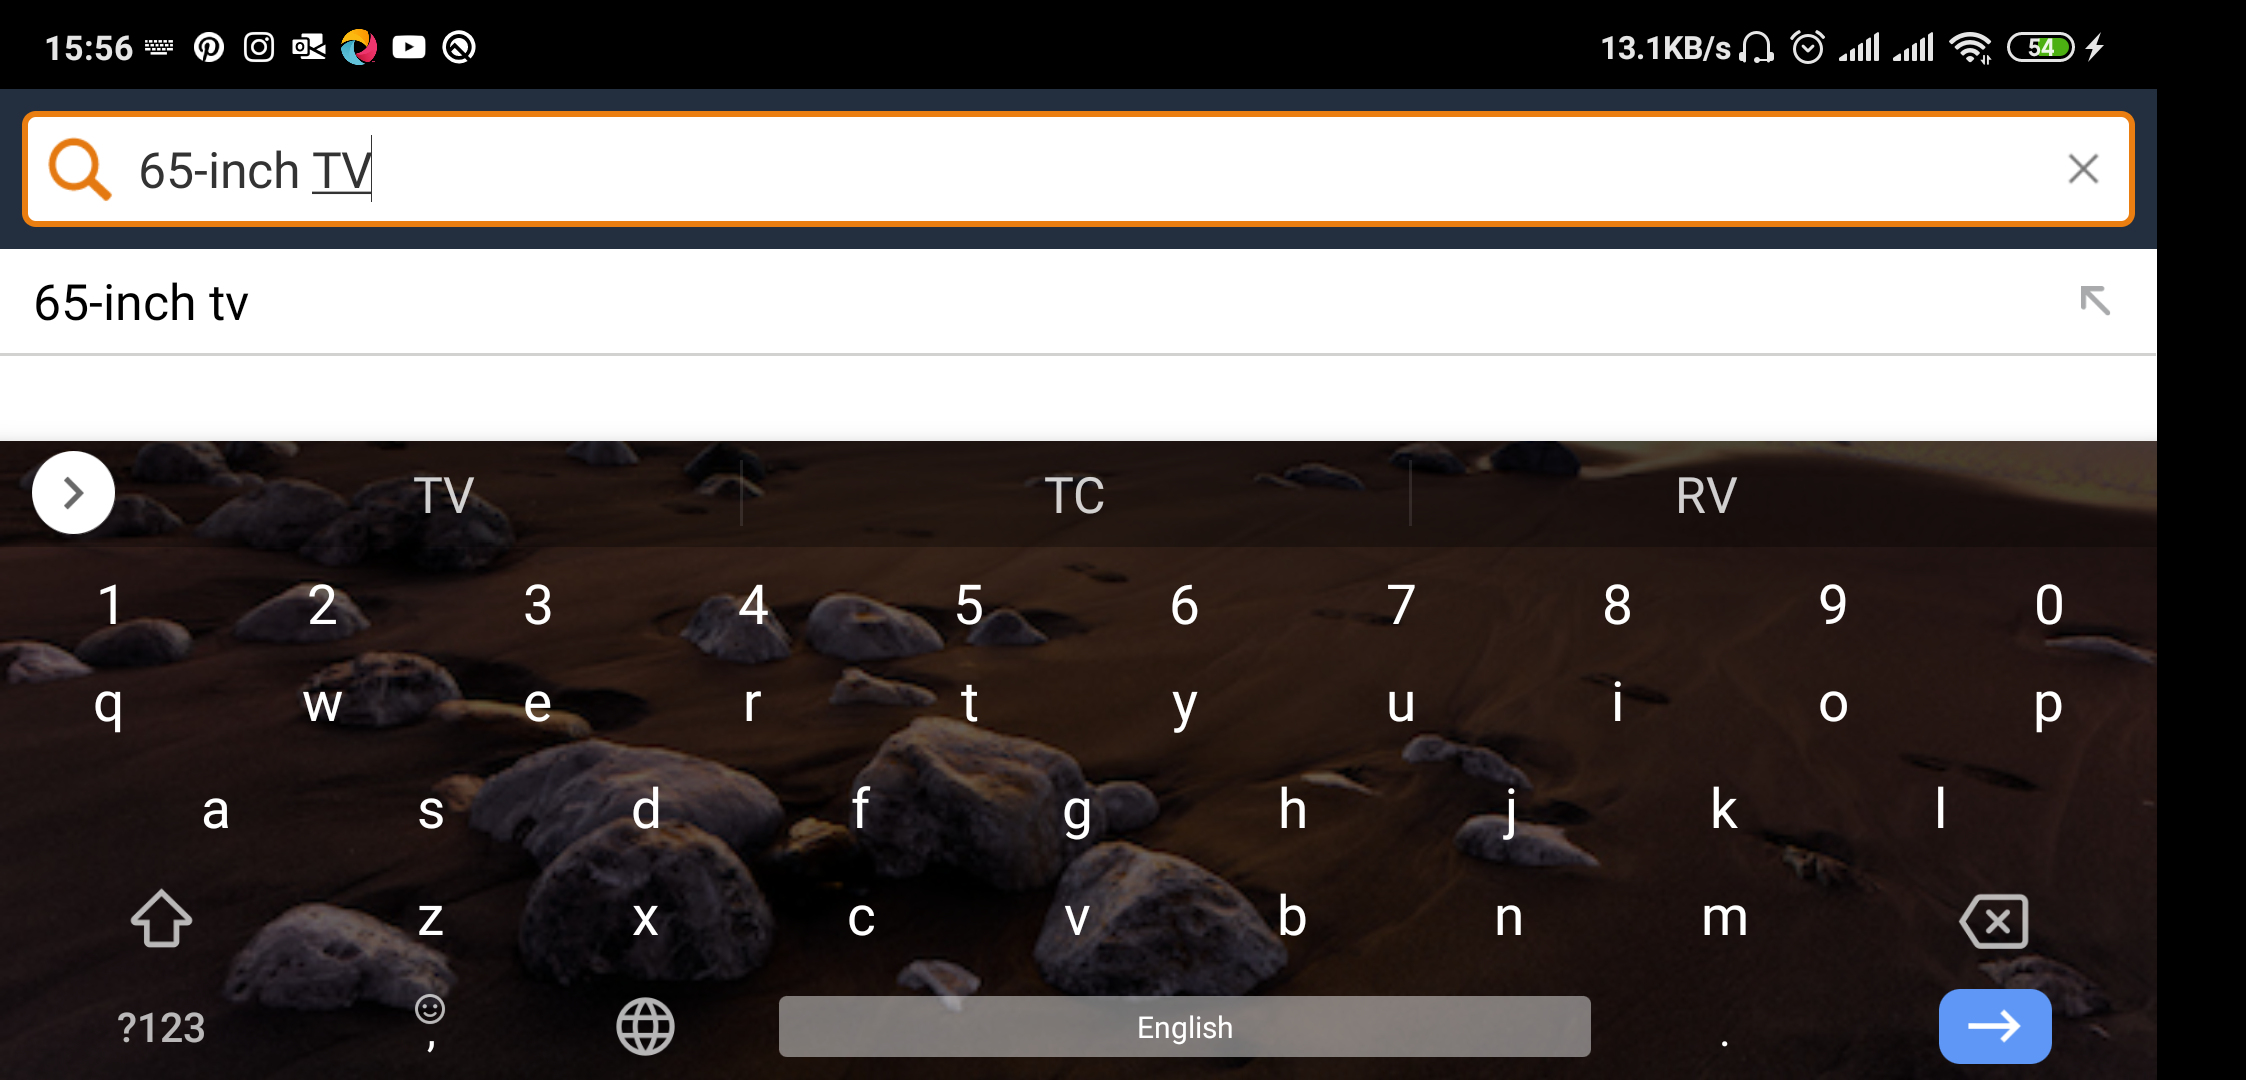 15:56 13.1KB/s 54
65-inch TV
65-inch tv
TV TC RV
1 2 3 4 5 6 7 8 9 0
q w e r t y u i o p
a s d f g h j k l
z x c v b n m
?123 , English .